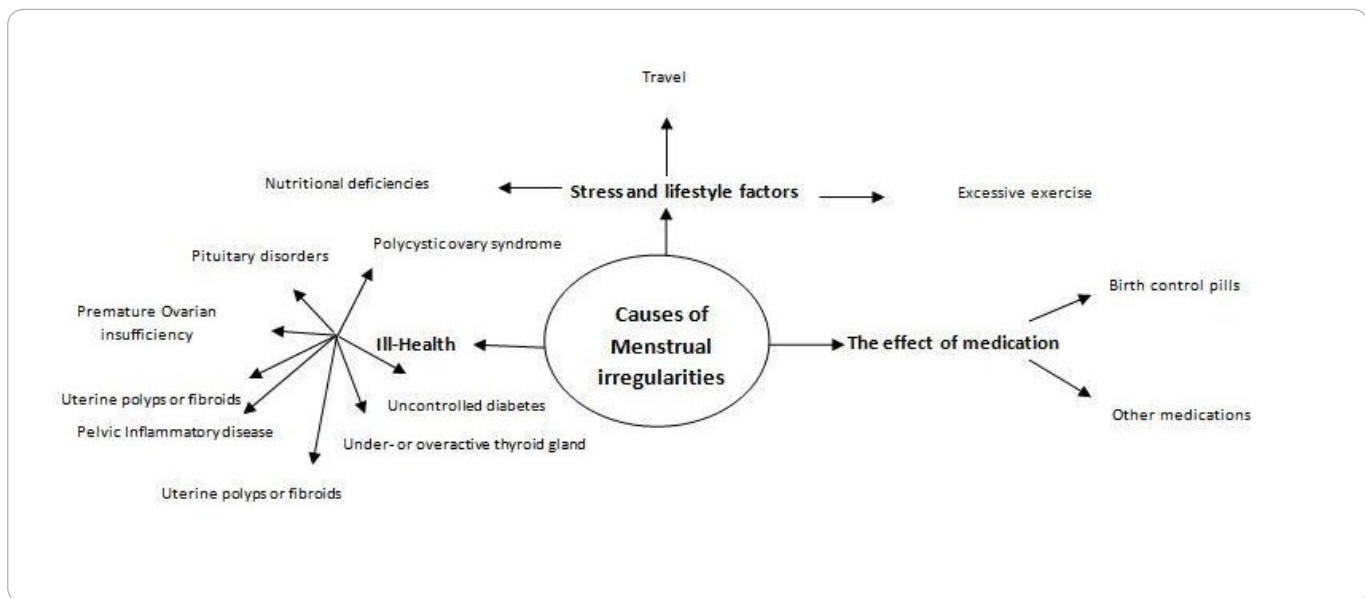 Travel
Nutritional deficiencies
Stress and lifestyle factors
Excessive exercise
Polycystic ovary syndrome
Pituitary disorders
Premature Ovarian
insufficiency
Ill-Health
Causes of
Menstrual
irregularities
The effect of medication
Birth control pills
Other medications
Uterine polyps or fibroids
Pelvic Inflammatory disease
Uncontrolled diabetes
Under- or overactive thyroid gland
Uterine polyps or fibroids